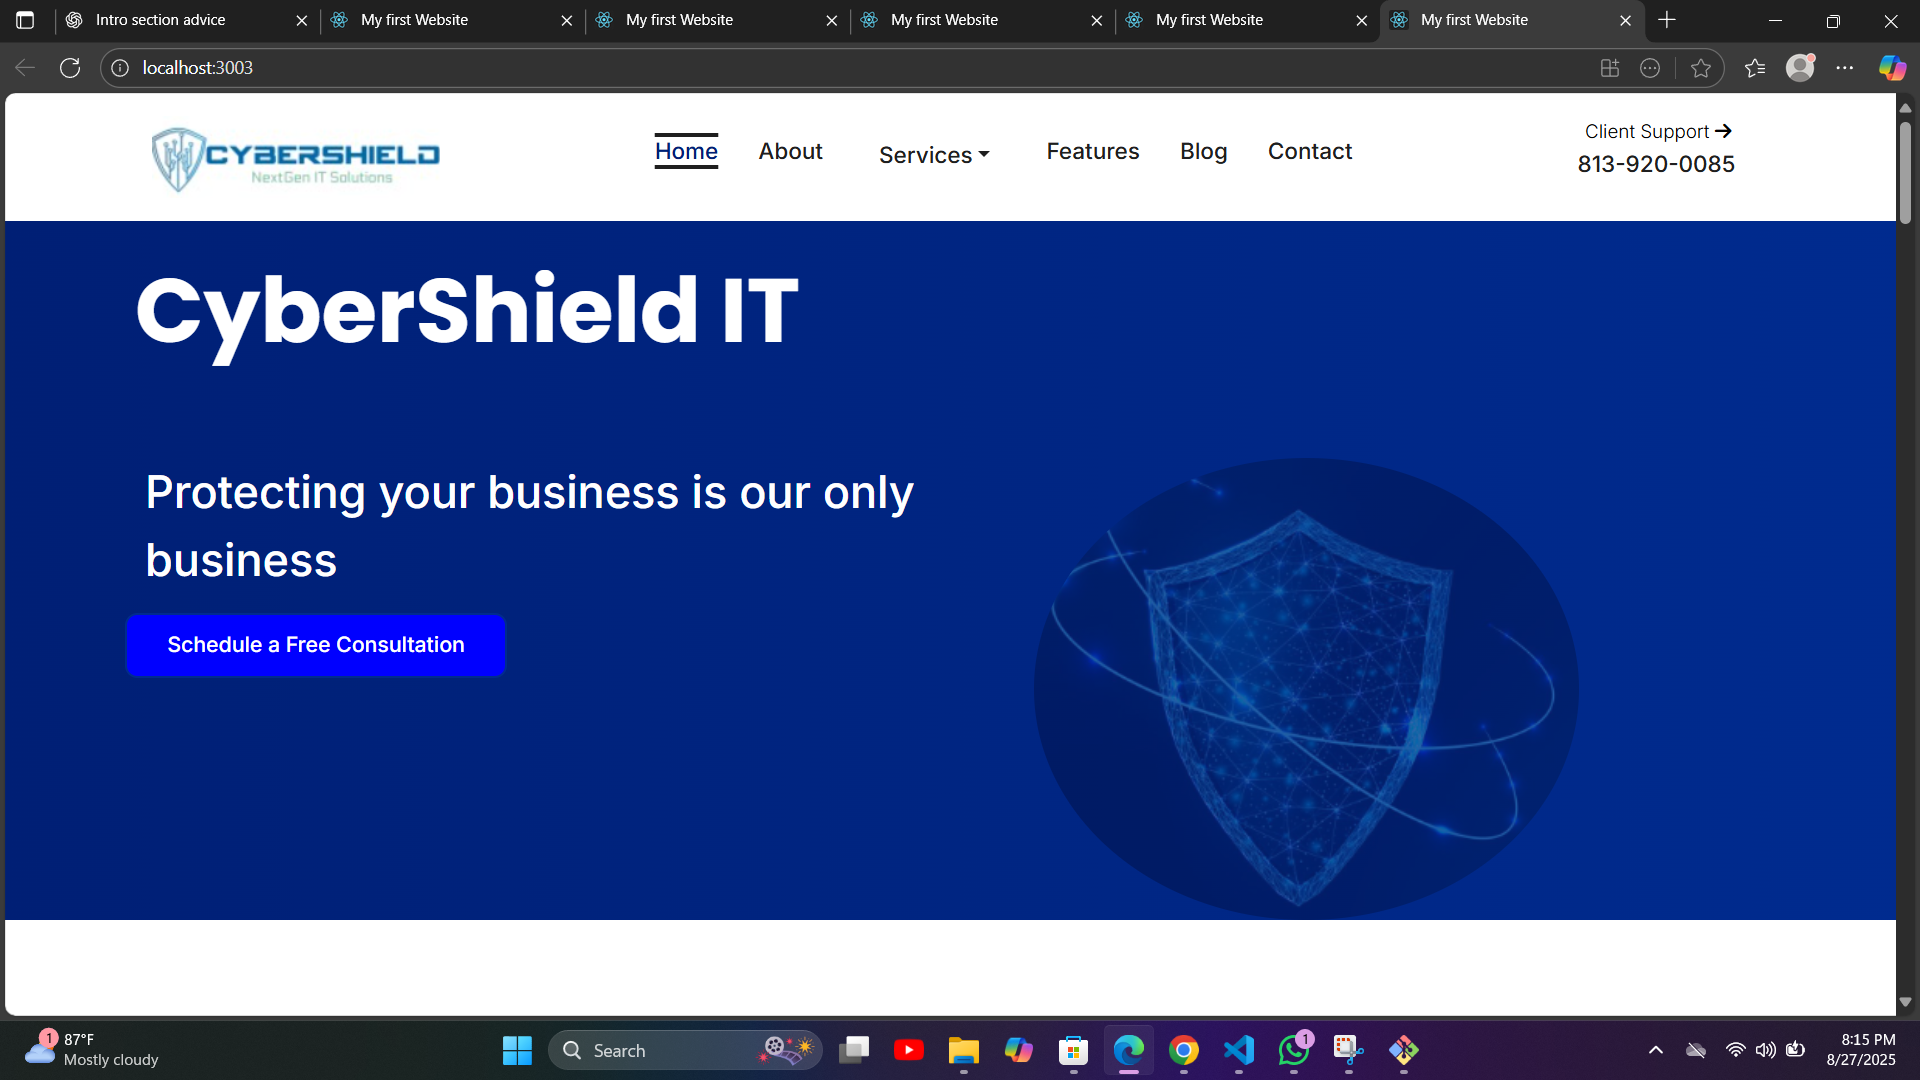 Intro section advice
My first Website
My first Website
My first Website
My first Website
My first Website
localhost:3003
CYBERSHIELD
NextGen IT Solutions
Home
About
Services
Features
Blog
Contact
Client Support →
813-920-0085
CyberShield IT
Protecting your business is our only
business
Schedule a Free Consultation
1
87°F
Mostly cloudy
Search
1
8:15 PM
8/27/2025